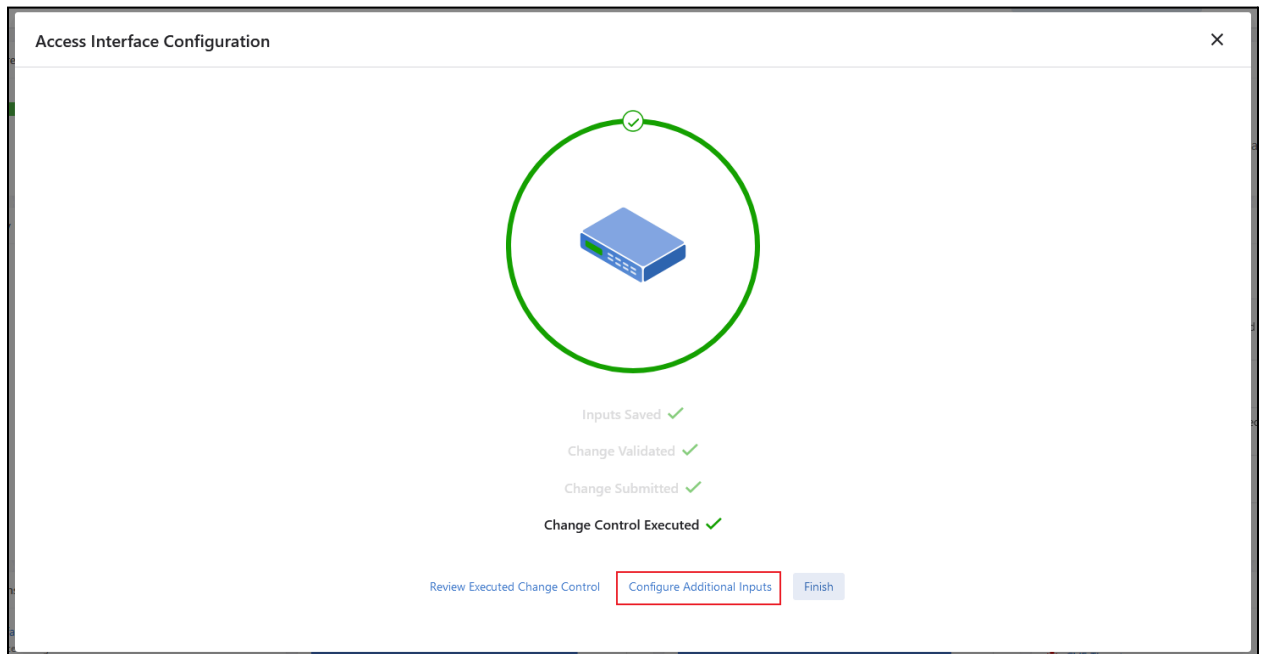 Access Interface Configuration
Inputs Saved
Change Validated
Change Submitted
Change Control Executed
Review Executed Change Control Configure Additional Inputs Finish